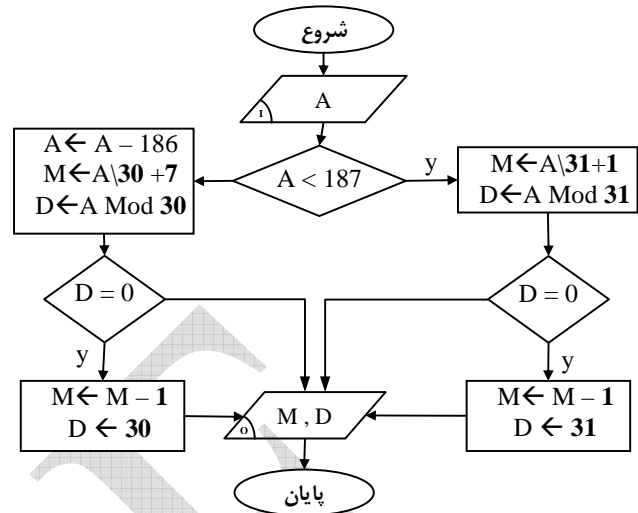 شروع
I
A
A < 187
y
A← A – 186
M←A\30 +7
D←A Mod 30
M←A\31+1
D←A Mod 31
D = 0
D = 0
y
y
M← M – 1
D ← 30
M , D
O
M← M – 1
D ← 31
پایان